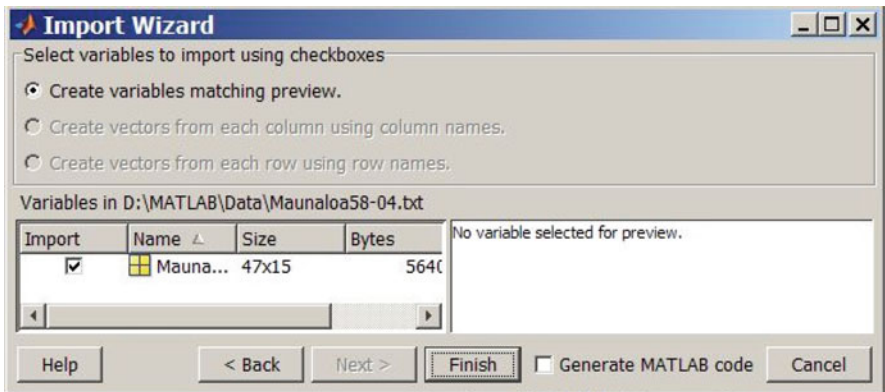 Import Wizard
Select variables to import using checkboxes
Create variables matching preview.
Create vectors from each column using column names.
Create vectors from each row using row names.
Variables in D:\MATLAB\Data\Maunaloa58-04.txt
Import Name Size Bytes
Mauna... 47x15 5640
No variable selected for preview.
Help < Back Next > Finish Generate MATLAB code Cancel